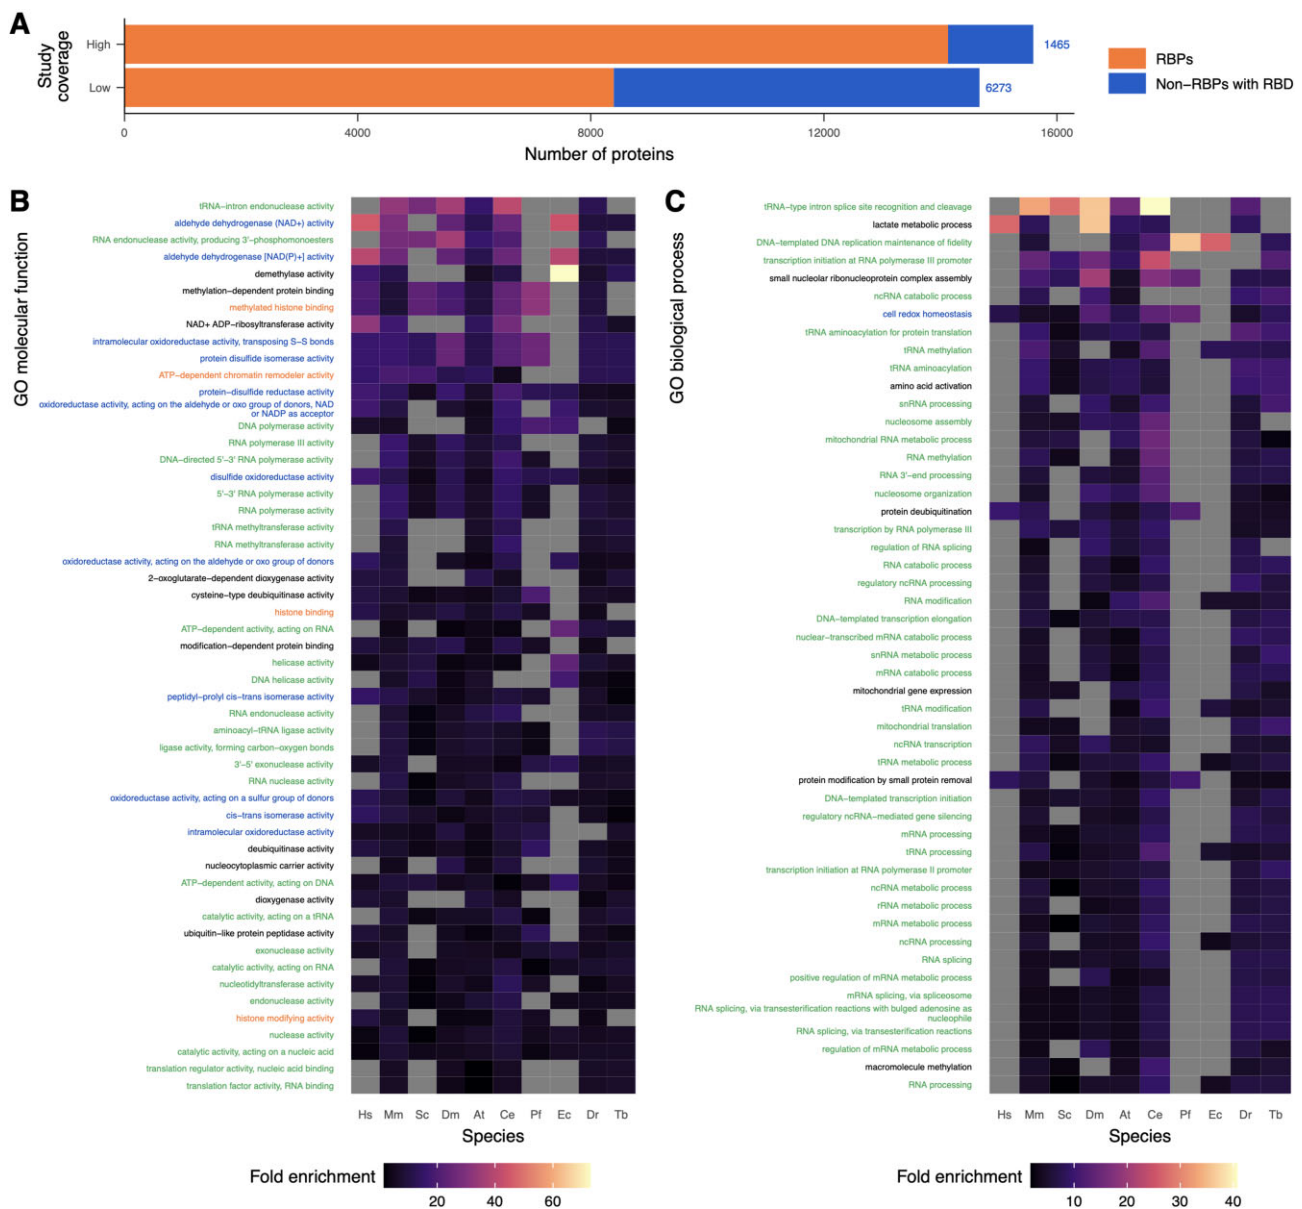 A
Study
coverage
High
Low
1465
6273
RBPs
Non-RBPs with RBD
0
4000
8000
12000
16000
Number of proteins
B
GO molecular function
tRNA-intron endonuclease activity
aldehyde dehydrogenase (NAD+) activity
RNA endonuclease activity, producing 3'-phosphomonoesters
aldehyde dehydrogenase [NAD(P)+] activity
demethylase activity
methylation-dependent protein binding
methylated histone binding
NAD+ ADP-ribosyltransferase activity
intramolecular oxidoreductase activity, transposing S-S bonds
protein disulfide isomerase activity
ATP-dependent chromatin remodeler activity
protein-disulfide reductase activity
oxidoreductase activity, acting on the aldehyde or oxo group of donors, NAD
or NADP as acceptor
DNA polymerase activity
RNA polymerase III activity
DNA-directed 5'-3' RNA polymerase activity
disulfide oxidoreductase activity
5'-3' RNA polymerase activity
RNA polymerase activity
tRNA methyltransferase activity
RNA methyltransferase activity
oxidoreductase activity, acting on the aldehyde or oxo group of donors
2-oxoglutarate-dependent dioxygenase activity
cysteine-type deubiquitinase activity
histone binding
ATP-dependent activity, acting on RNA
modification-dependent protein binding
helicase activity
DNA helicase activity
peptidyl-prolyl cis-trans isomerase activity
RNA endonuclease activity
aminoacyl-tRNA ligase activity
ligase activity, forming carbon-oxygen bonds
3'-5' exonuclease activity
RNA nuclease activity
oxidoreductase activity, acting on a sulfur group of donors
cis-trans isomerase activity
intramolecular oxidoreductase activity
deubiquitinase activity
nucleocytoplasmic carrier activity
ATP-dependent activity, acting on DNA
dioxygenase activity
catalytic activity, acting on a tRNA
ubiquitin-like protein peptidase activity
exonuclease activity
catalytic activity, acting on RNA
nucleotidyltransferase activity
endonuclease activity
histone modifying activity
nuclease activity
catalytic activity, acting on a nucleic acid
translation regulator activity, nucleic acid binding
translation factor activity, RNA binding
Hs Mm Sc Dm At Ce Pf Ec Dr Tb
Species
Fold enrichment
20 40 60
C
GO biological process
tRNA-type intron splice site recognition and cleavage
lactate metabolic process
DNA-templated DNA replication maintenance of fidelity
transcription initiation at RNA polymerase III promoter
small nucleolar ribonucleoprotein complex assembly
ncRNA catabolic process
cell redox homeostasis
tRNA aminoacylation for protein translation
tRNA methylation
tRNA aminoacylation
amino acid activation
snRNA processing
nucleosome assembly
mitochondrial RNA metabolic process
RNA methylation
RNA 3'-end processing
nucleosome organization
protein deubiquitination
transcription by RNA polymerase III
regulation of RNA splicing
RNA catabolic process
regulatory ncRNA processing
RNA modification
DNA-templated transcription elongation
nuclear-transcribed mRNA catabolic process
snRNA metabolic process
mRNA catabolic process
mitochondrial gene expression
tRNA modification
mitochondrial translation
ncRNA transcription
tRNA metabolic process
protein modification by small protein removal
DNA-templated transcription initiation
regulatory ncRNA-mediated gene silencing
mRNA processing
tRNA processing
transcription initiation at RNA polymerase II promoter
ncRNA metabolic process
rRNA metabolic process
mRNA metabolic process
ncRNA processing
RNA splicing
positive regulation of mRNA metabolic process
mRNA splicing, via spliceosome
RNA splicing, via transesterification reactions with bulged adenosine as
nucleophile
RNA splicing, via transesterification reactions
regulation of mRNA metabolic process
macromolecule methylation
RNA processing
Hs Mm Sc Dm At Ce Pf Ec Dr Tb
Species
Fold enrichment
10 20 30 40